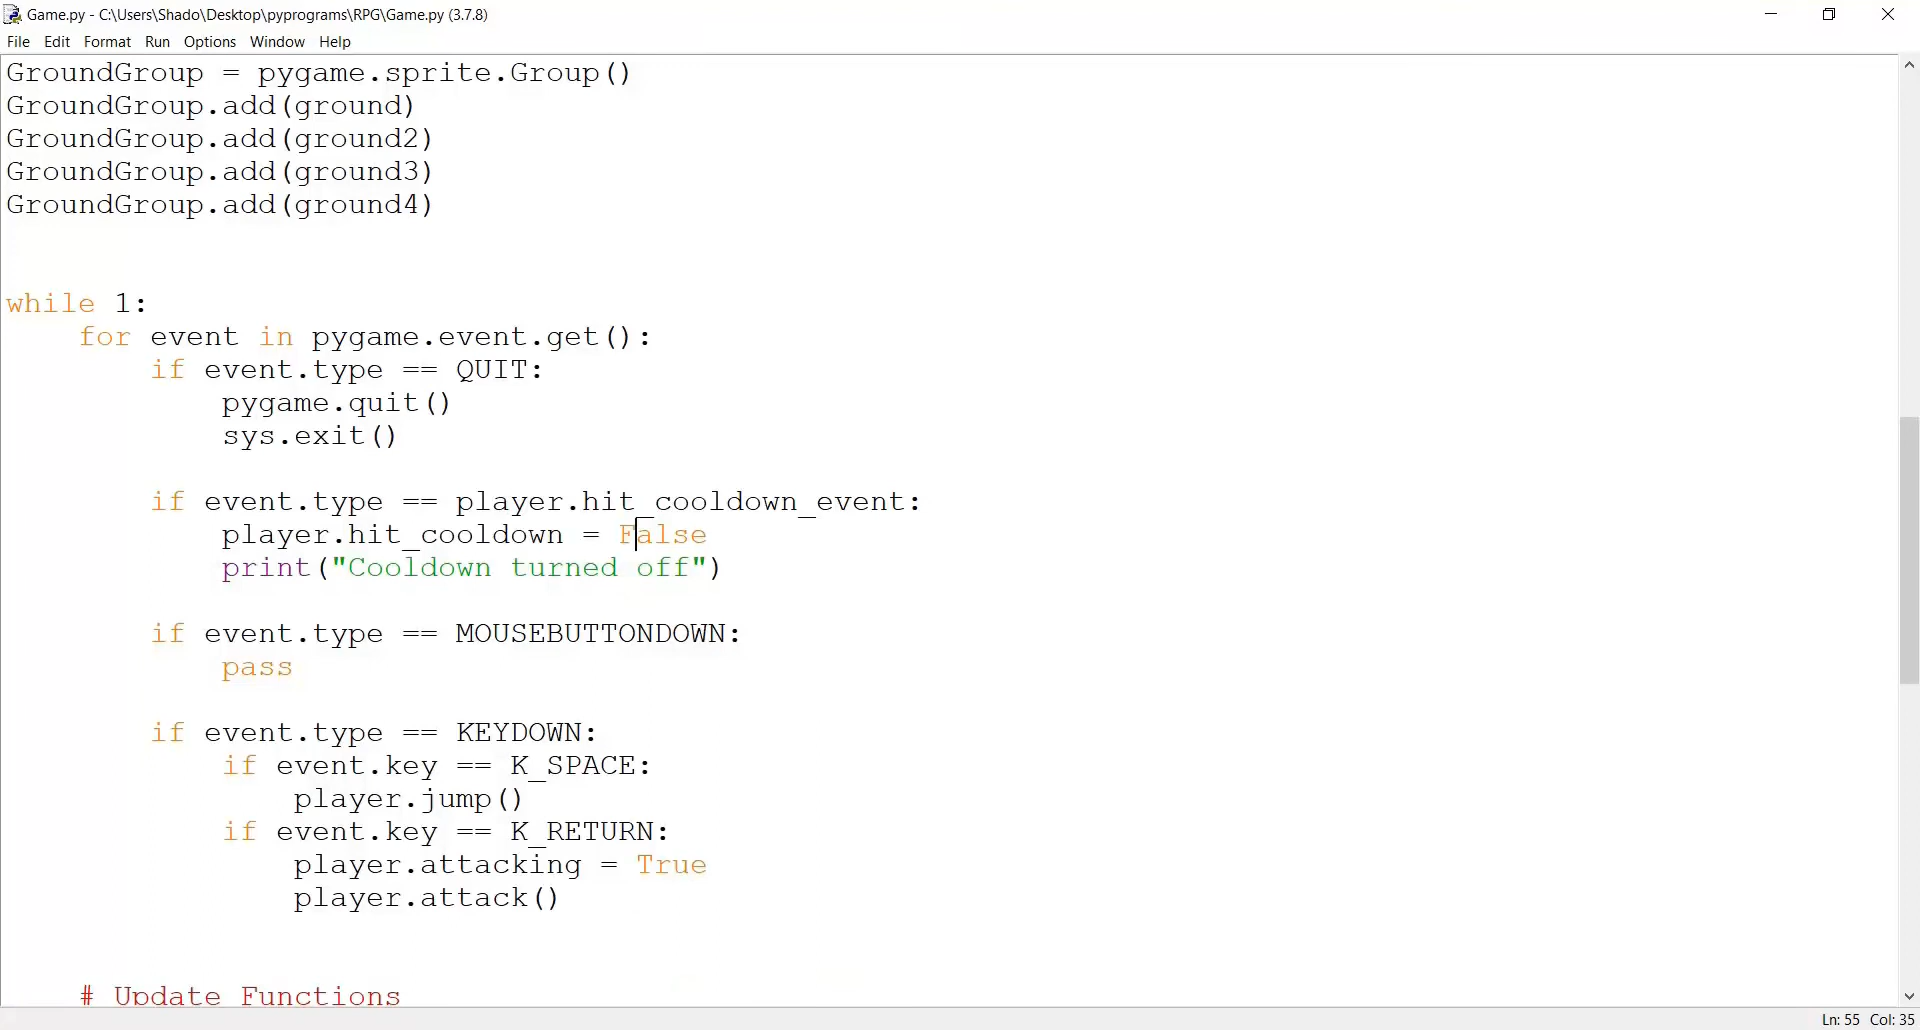 Game.py - C:\Users\Shado\Desktop\pyprograms\RPG\Game.py (3.7.8)
File Edit Format Run Options Window Help
GroundGroup = pygame.sprite.Group()
GroundGroup.add(ground)
GroundGroup.add(ground2)
GroundGroup.add(ground3)
GroundGroup.add(ground4)
while 1:
    for event in pygame.event.get():
        if event.type == QUIT:
            pygame.quit()
            sys.exit()
        if event.type == player.hit_cooldown_event:
            player.hit_cooldown = False
            print("Cooldown turned off")
        if event.type == MOUSEBUTTONDOWN:
            pass
        if event.type == KEYDOWN:
            if event.key == K_SPACE:
                player.jump()
            if event.key == K_RETURN:
                player.attacking = True
                player.attack()
    # Update Functions
Ln: 55 Col: 35